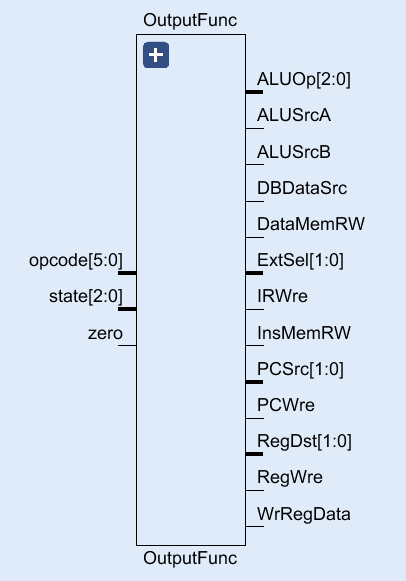 OutputFunc
ALUOp[2:0]
ALUSrcA
ALUSrcB
DBDataSrc
DataMemRW
opcode[5:0]
ExtSel[1:0]
state[2:0]
IRWre
zero
InsMemRW
PCSrc[1:0]
PCWre
RegDst[1:0]
RegWre
WrRegData
OutputFunc